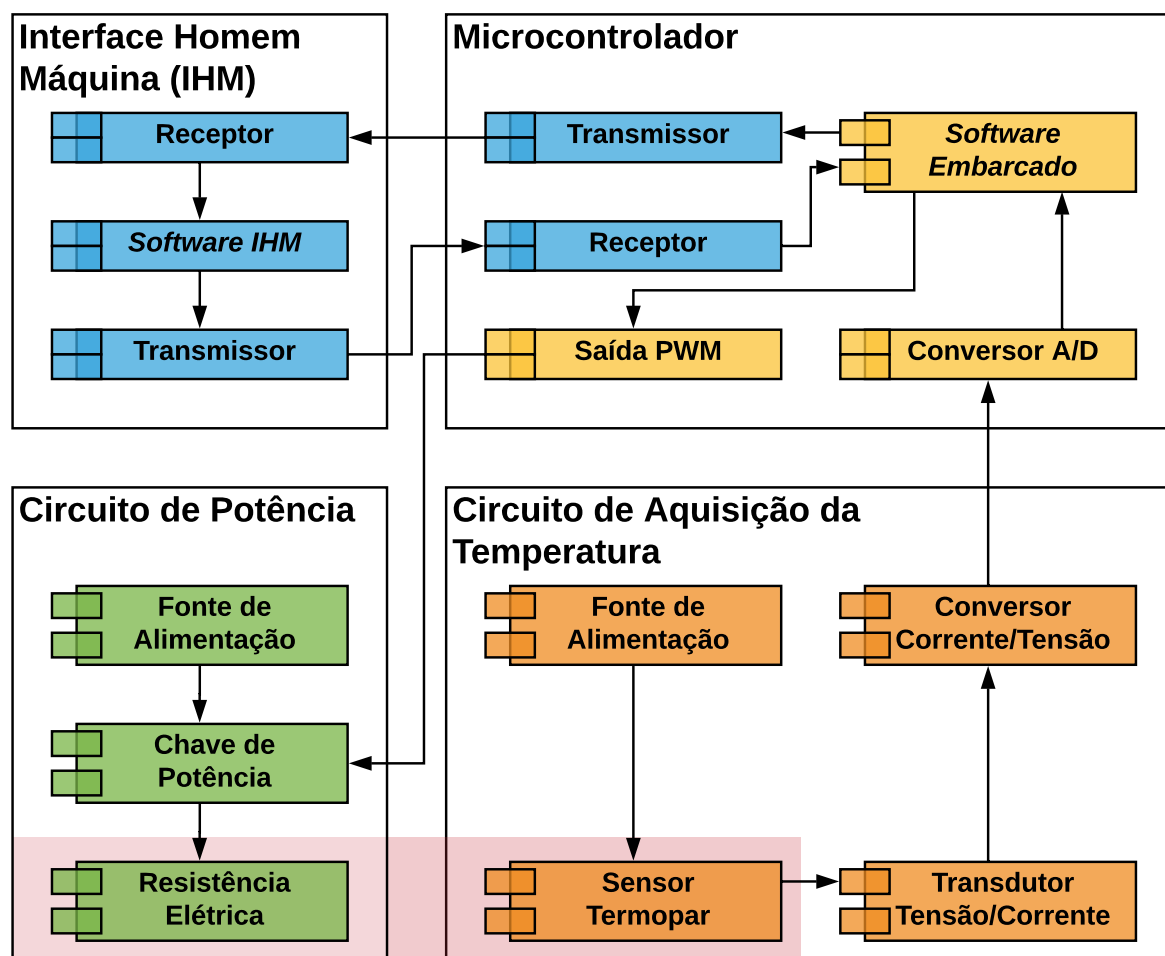 Interface Homem
Máquina (IHM)
Receptor
Software IHM
Transmissor
Microcontrolador
Transmissor
Software
Embarcado
Receptor
Saída PWM
Conversor A/D
Circuito de Potência
Fonte de
Alimentação
Chave de
Potência
Resistência
Elétrica
Circuito de Aquisição da
Temperatura
Fonte de
Alimentação
Conversor
Corrente/Tensão
Sensor
Termopar
Transdutor
Tensão/Corrente